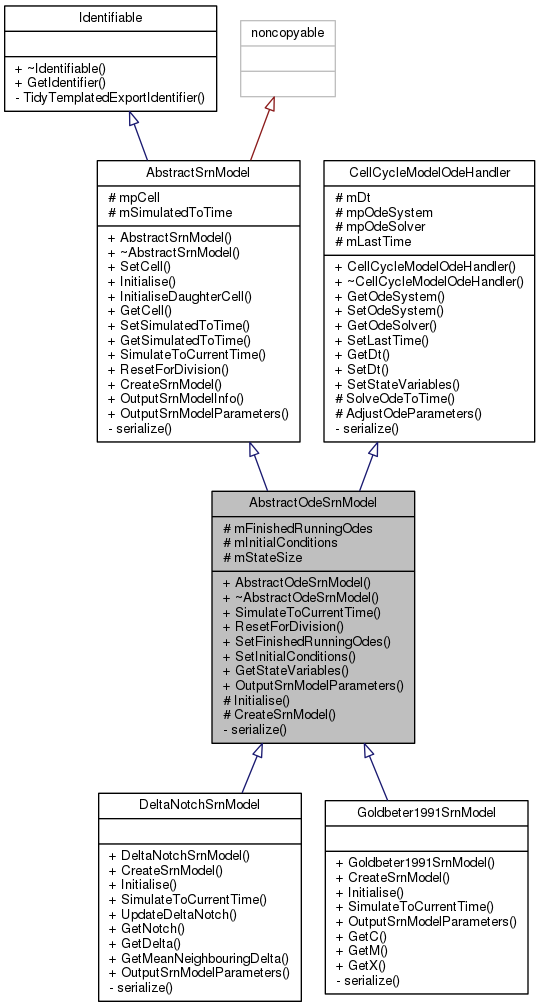 Identifiable
+ ~Identifiable()
+ GetIdentifier()
- TidyTemplatedExportIdentifier()
noncopyable
AbstractSrnModel
# mpCell
# mSimulatedToTime
+ AbstractSrnModel()
+ ~AbstractSrnModel()
+ SetCell()
+ Initialise()
+ InitialiseDaughterCell()
+ GetCell()
+ SetSimulatedToTime()
+ GetSimulatedToTime()
+ SimulateToCurrentTime()
+ ResetForDivision()
+ CreateSrnModel()
+ OutputSrnModelInfo()
+ OutputSrnModelParameters()
- serialize()
CellCycleModelOdeHandler
# mDt
# mpOdeSystem
# mpOdeSolver
# mLastTime
+ CellCycleModelOdeHandler()
+ ~CellCycleModelOdeHandler()
+ GetOdeSystem()
+ SetOdeSystem()
+ GetOdeSolver()
+ SetLastTime()
+ GetDt()
+ SetDt()
+ SetStateVariables()
# SolveOdeToTime()
# AdjustOdeParameters()
- serialize()
AbstractOdeSrnModel
# mFinishedRunningOdes
# mInitialConditions
# mStateSize
+ AbstractOdeSrnModel()
+ ~AbstractOdeSrnModel()
+ SimulateToCurrentTime()
+ ResetForDivision()
+ SetFinishedRunningOdes()
+ SetInitialConditions()
+ GetStateVariables()
+ OutputSrnModelParameters()
# Initialise()
# CreateSrnModel()
- serialize()
DeltaNotchSrnModel
+ DeltaNotchSrnModel()
+ CreateSrnModel()
+ Initialise()
+ SimulateToCurrentTime()
+ UpdateDeltaNotch()
+ GetNotch()
+ GetDelta()
+ GetMeanNeighbouringDelta()
+ OutputSrnModelParameters()
- serialize()
Goldbeter1991SrnModel
+ Goldbeter1991SrnModel()
+ CreateSrnModel()
+ Initialise()
+ SimulateToCurrentTime()
+ OutputSrnModelParameters()
+ GetC()
+ GetM()
+ GetX()
- serialize()